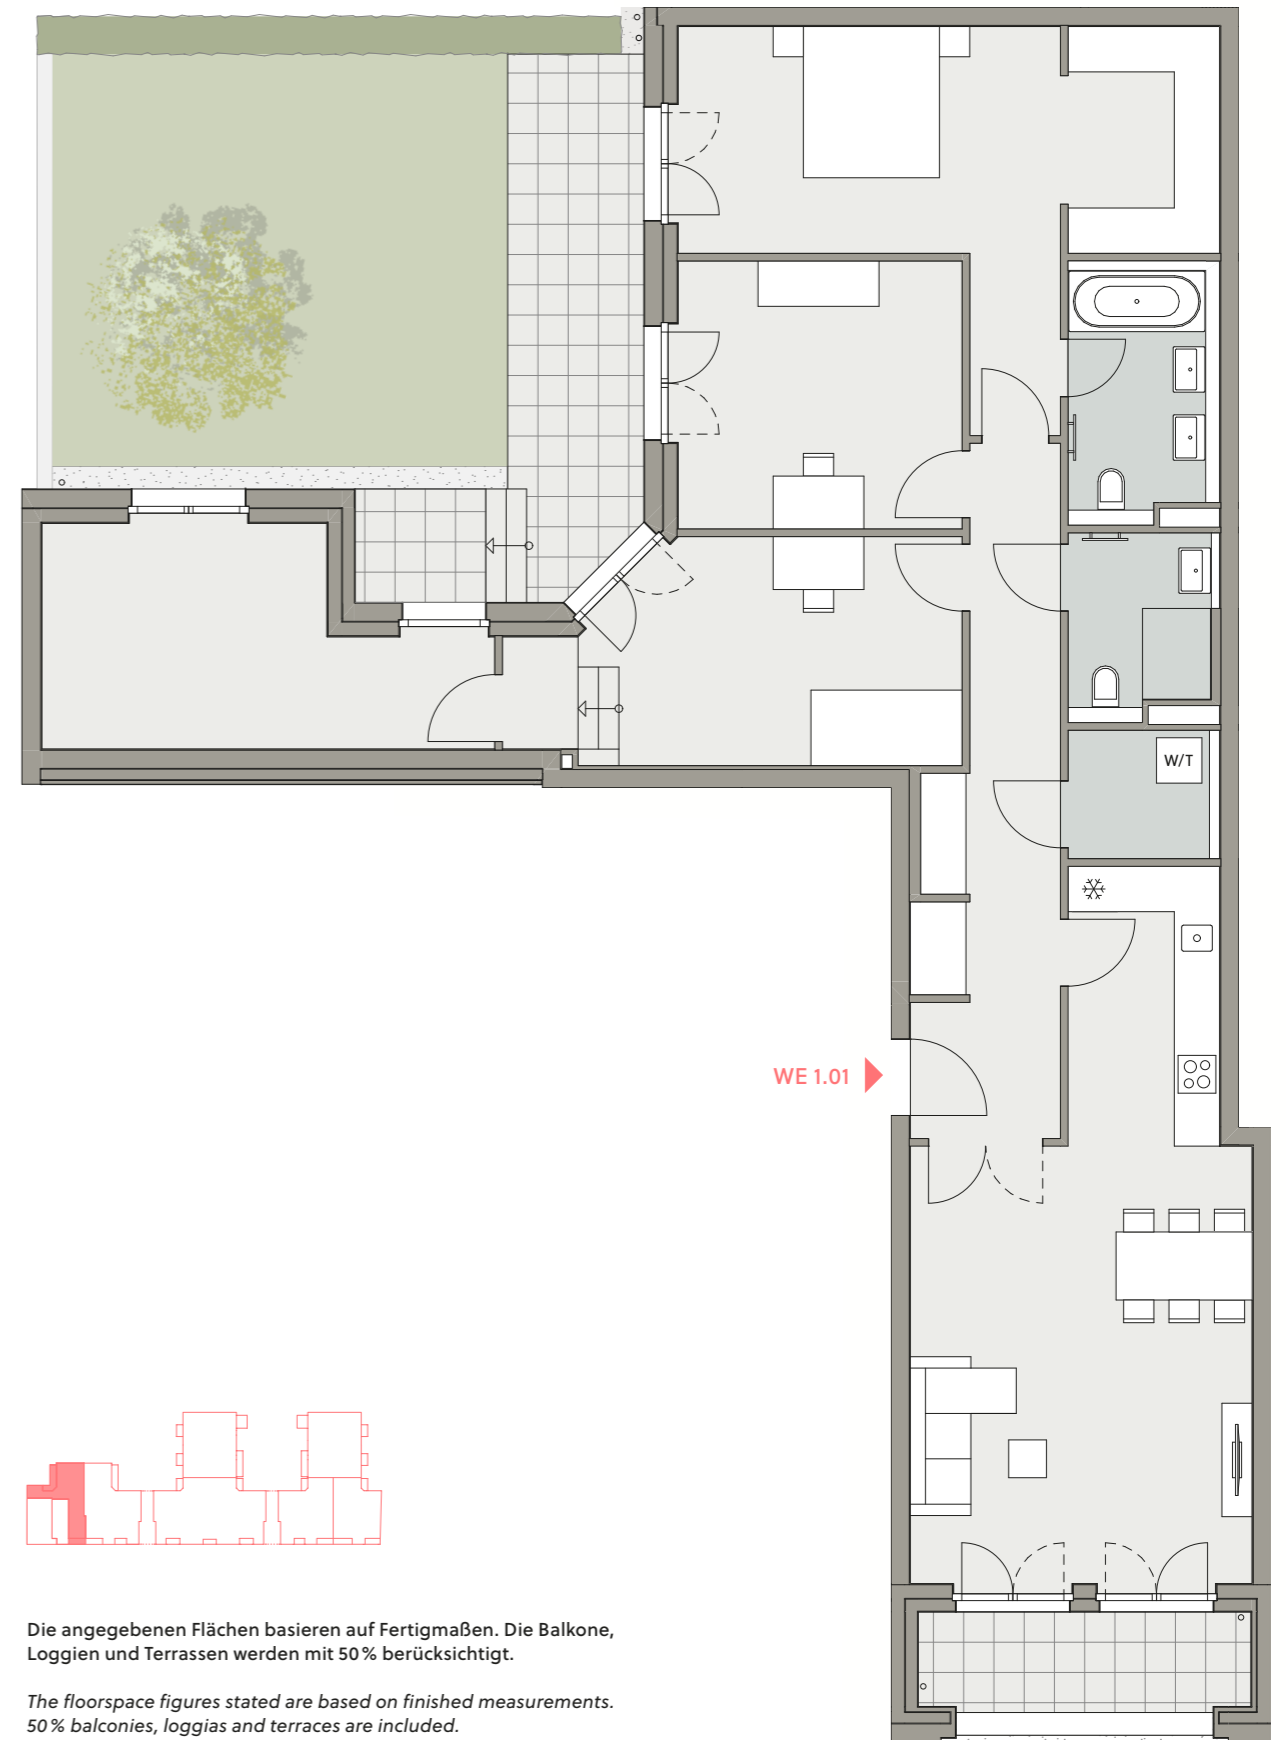 W/T
WE 1.01
Die angegebenen Flächen basieren auf Fertigmaßen. Die Balkone,
Loggien und Terrassen werden mit 50 % berücksichtigt.
The floorspace figures stated are based on finished measurements.
50 % balconies, loggias and terraces are included.